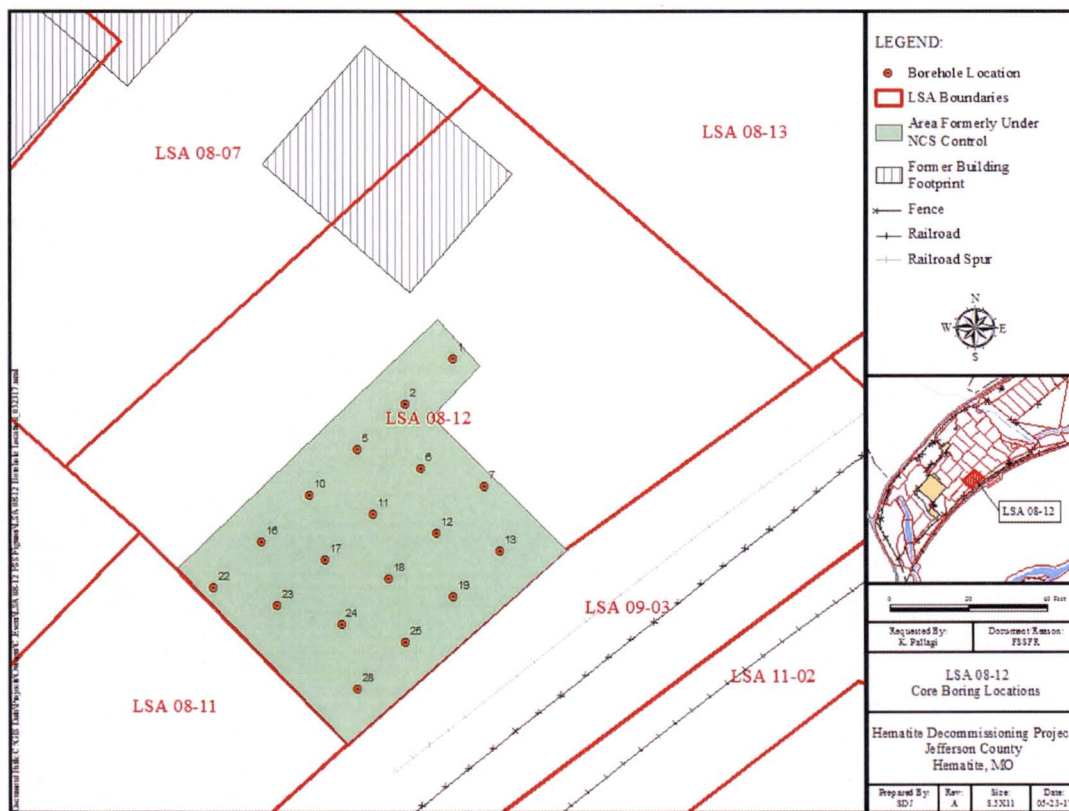 LSA 08-07
LSA 08-13
1
2
LSA 08-12
5
6
7
10
11
12
13
16
17
18
19
22
23
24
25
28
LSA 09-03
LSA 11-02
LSA 08-11
LEGEND:
Borehole Location
LSA Boundaries
Area Formerly Under
NCS Control
Former Building
Footprint
Fence
Railroad
Railroad Spur
N
W E
S
LSA 08-12
0 20 40 Feet
Requested By:
K. Pallagi
Document Reason:
FSSFR
LSA 08-12
Core Boring Locations
Hematite Decommissioning Project
Jefferson County
Hematite, MO
Prepared By:
SDJ
Rev:
A
Size:
8.5X11
Date: